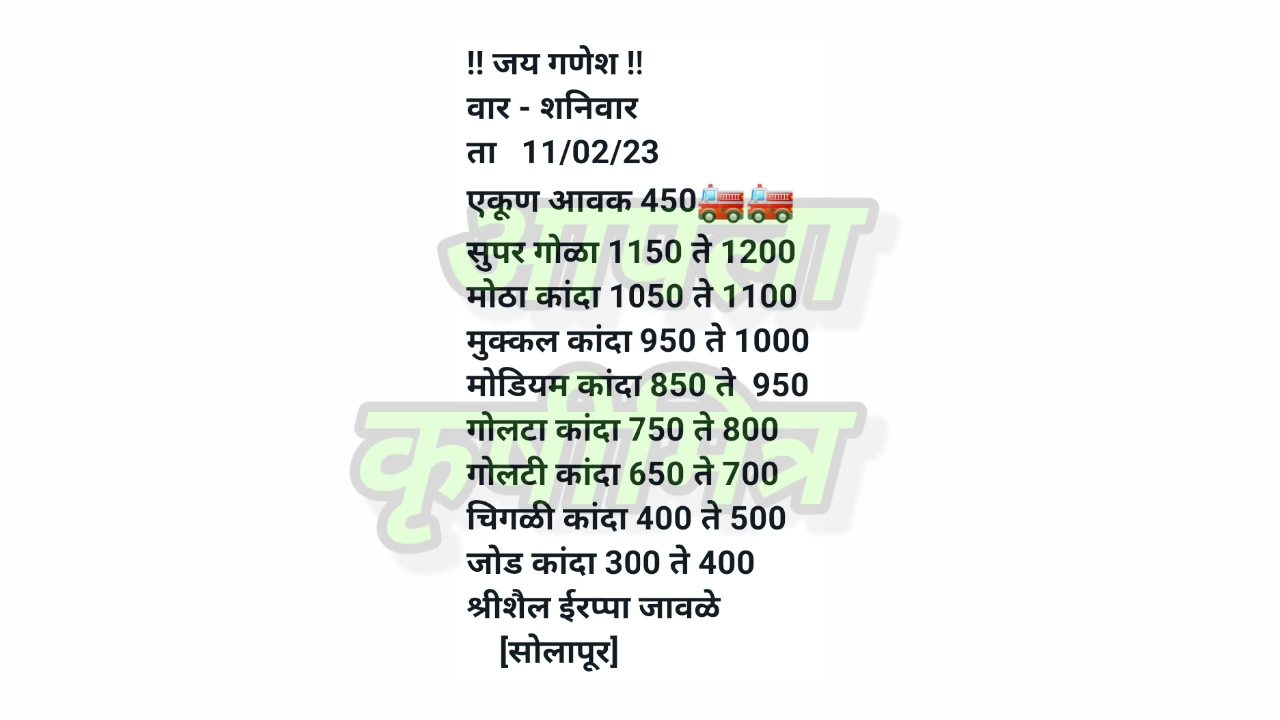 !! जय गणेश !!
वार - शनिवार
ता 11/02/23
एकूण आवक 450🚒🚒
सुपर गोळा 1150 ते 1200
मोठा कांदा 1050 ते 1100
मुक्कल कांदा 950 ते 1000
मोडियम कांदा 850 ते 950
गोलटा कांदा 750 ते 800
गोलटी कांदा 650 ते 700
चिगळी कांदा 400 ते 500
जोड कांदा 300 ते 400
श्रीशैल ईरप्पा जावळे
[सोलापूर]
आपला
कृषीमित्र